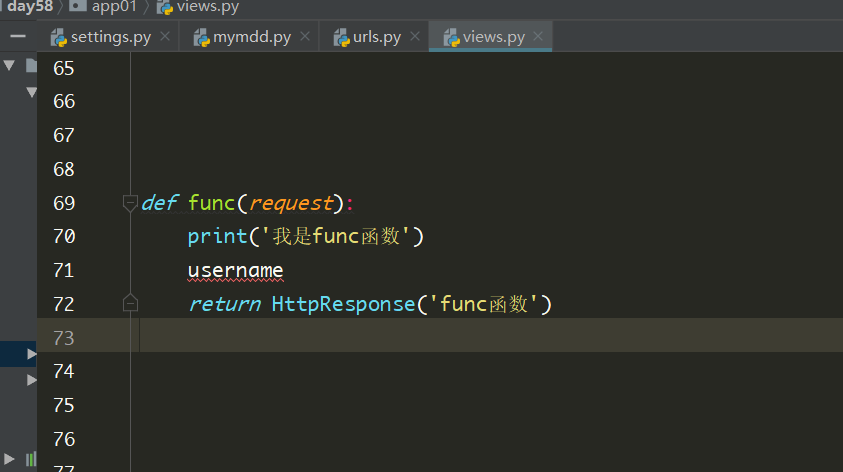 day58 app01 views.py
settings.py mymdd.py urls.py views.py
65
66
67
68
69 def func(request):
70 print('我是func函数')
71 username
72 return HttpResponse('func函数')
73
74
75
76
77